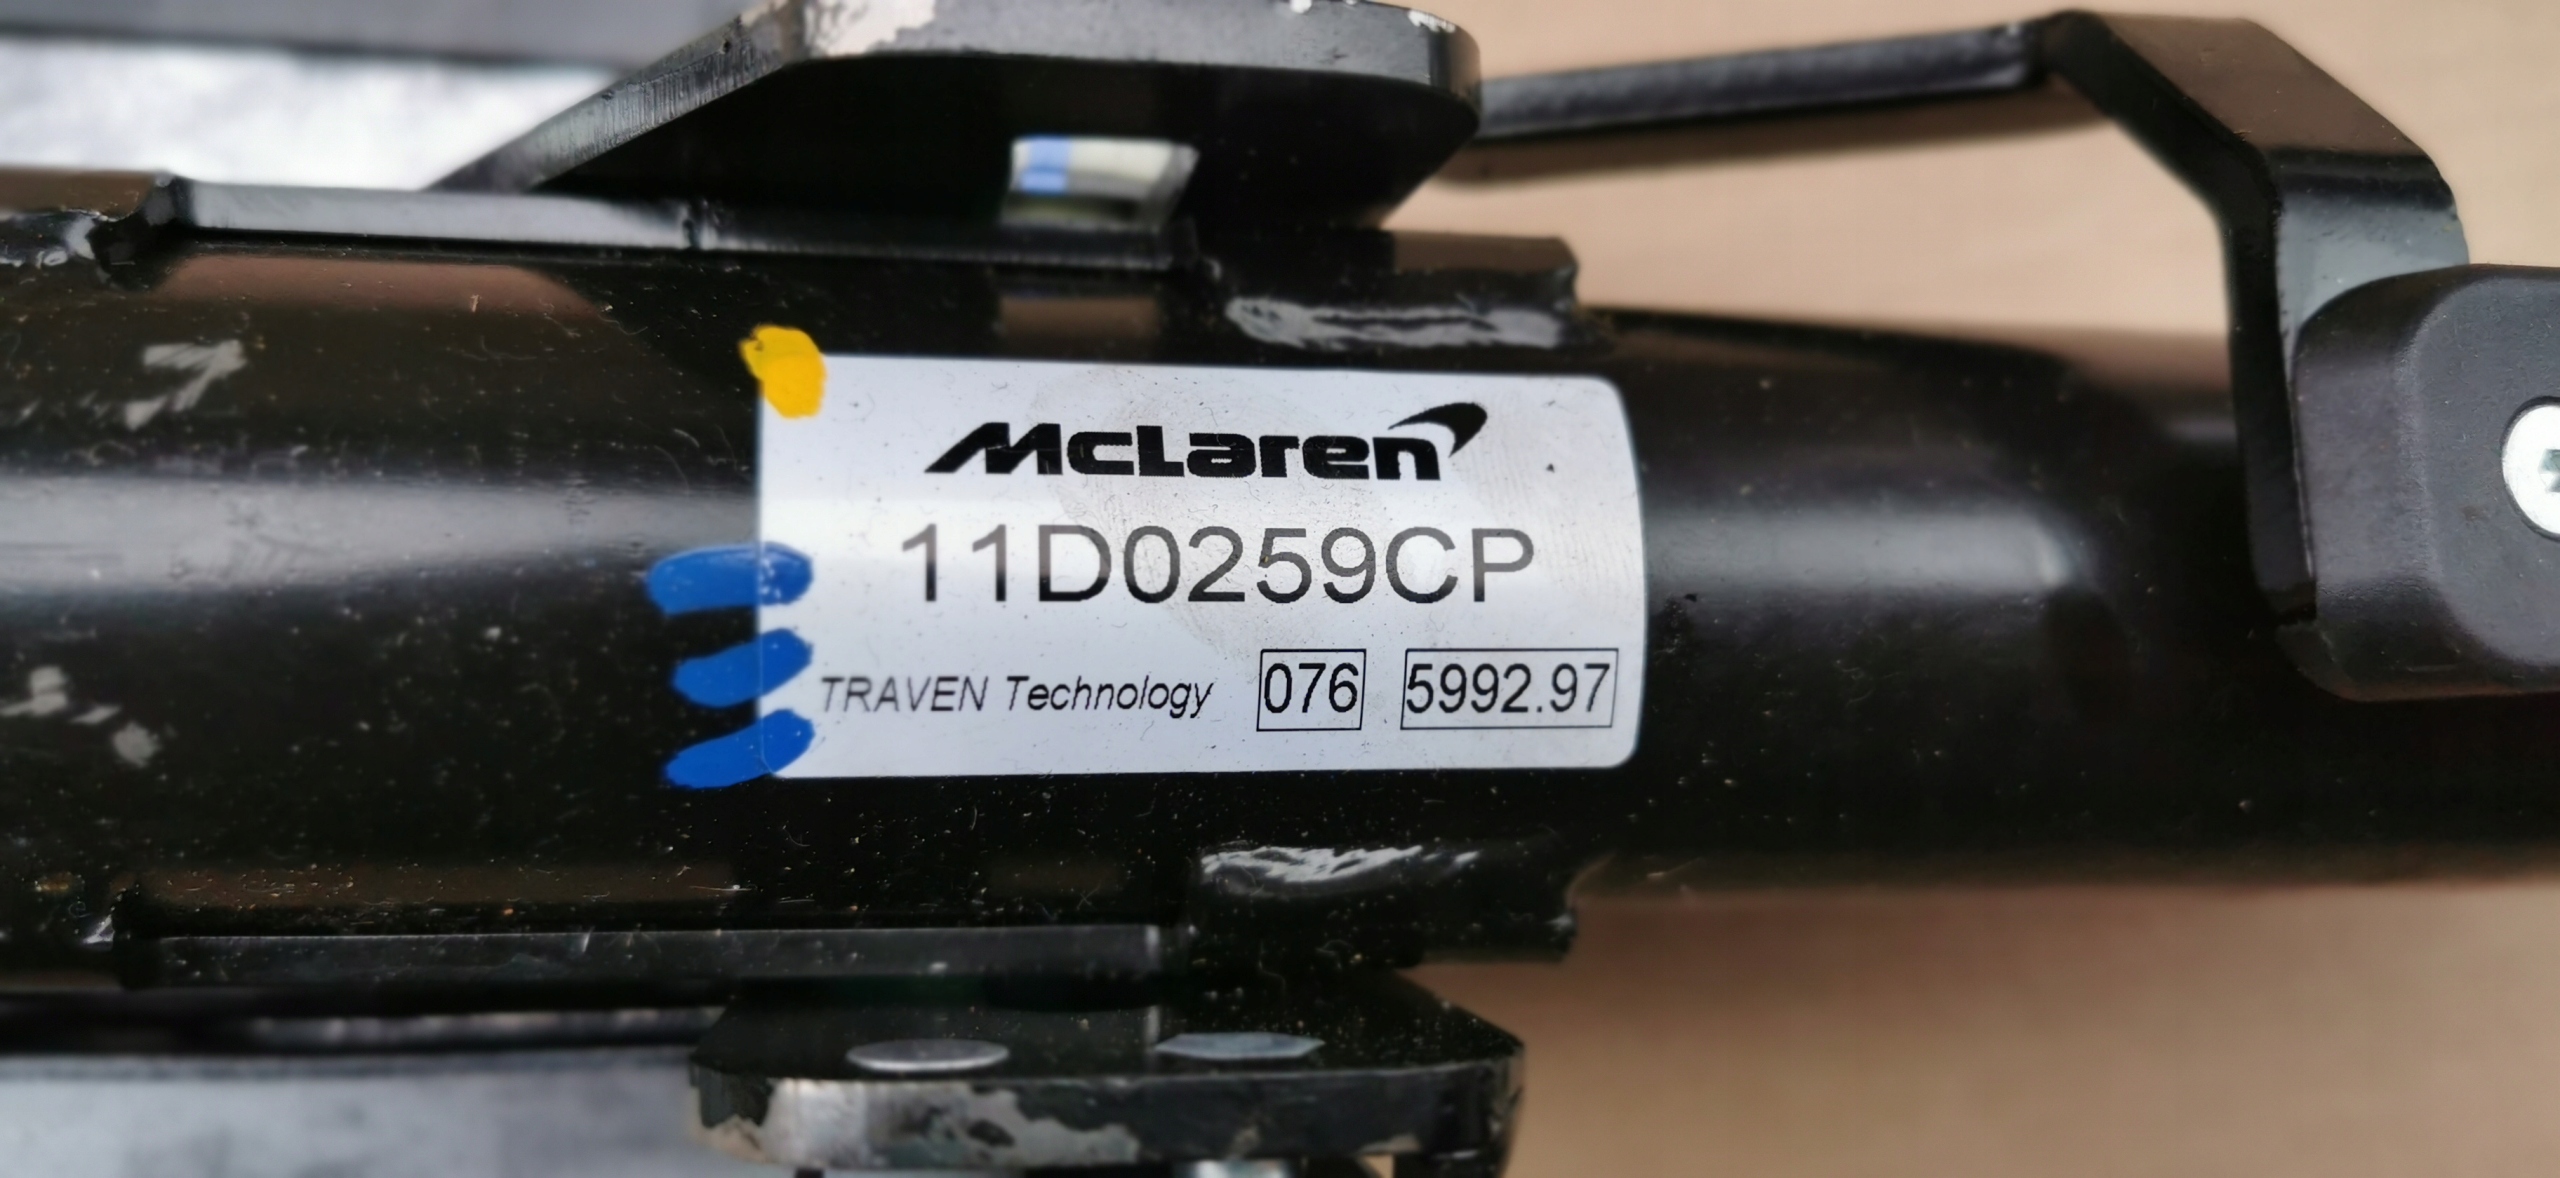 McLaren
11D0259CP
TRAVEN Technology 076 5992.97